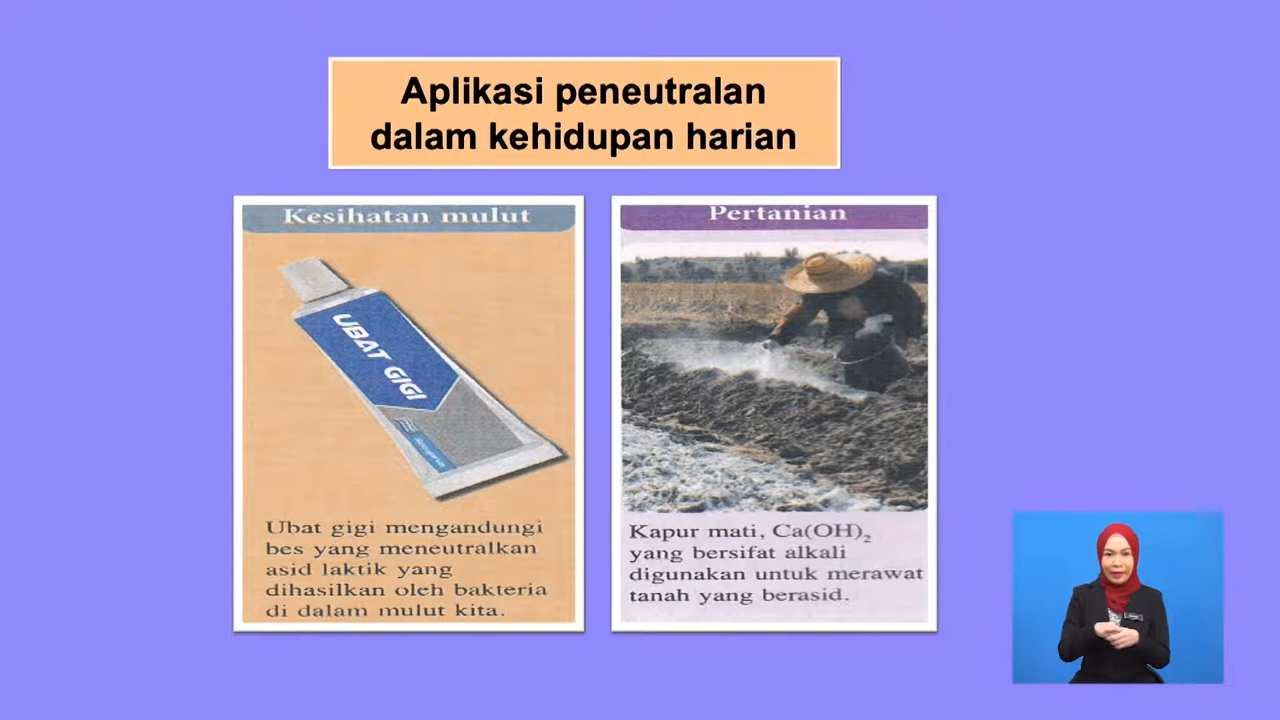 Aplikasi peneutralan
dalam kehidupan harian
Kesihatan mulut
UBAT GIGI
Ubat gigi mengandungi
bes yang meneutralkan
asid laktik yang
dihasilkan oleh bakteria
di dalam mulut kita.
Pertanian
Kapur mati, Ca(OH)₂
yang bersifat alkali
digunakan untuk merawat
tanah yang berasid.